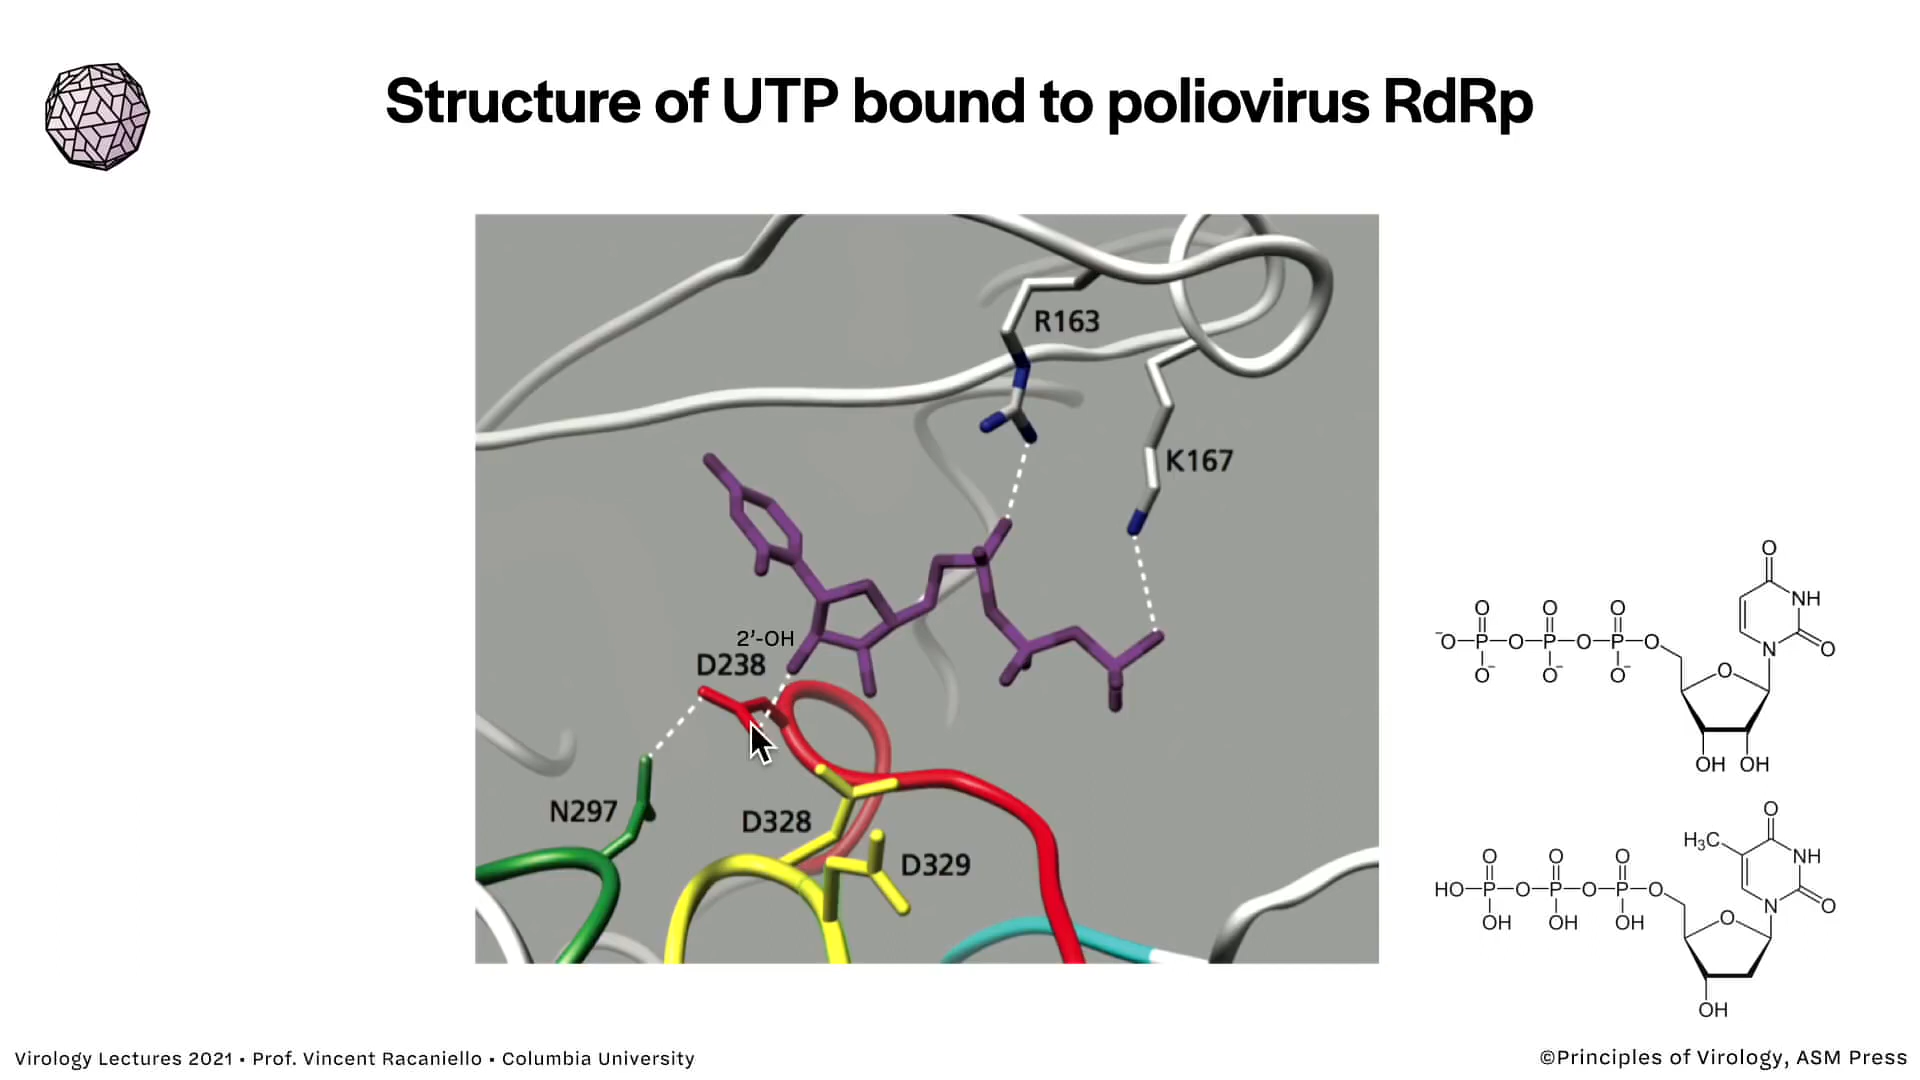 Structure of UTP bound to poliovirus RdRp
R163
K167
2’-OH
D238
N297
D328
D329
O O O O
⁻O–P–O–P–O–P–O NH
O⁻ O⁻ O⁻ N O
O
OH OH
O
H₃C
O O O NH
HO–P–O–P–O–P–O N O
OH OH OH O
OH
Virology Lectures 2021 • Prof. Vincent Racaniello • Columbia University
©Principles of Virology, ASM Press